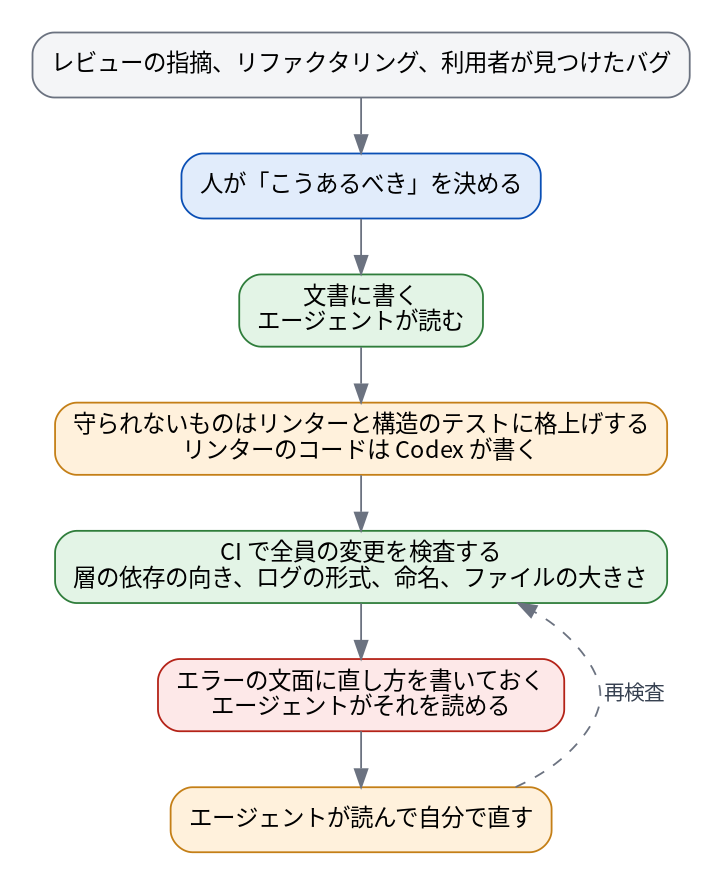 レビューの指摘、リファクタリング、利用者が見つけたバグ
人が「こうあるべき」を決める
文書に書く
エージェントが読む
守られないものはリンターと構造のテストに格上げする
リンターのコードは Codex が書く
CI で全員の変更を検査する
層の依存の向き、ログの形式、命名、ファイルの大きさ
エラーの文面に直し方を書いておく
エージェントがそれを読める
再検査
エージェントが読んで自分で直す